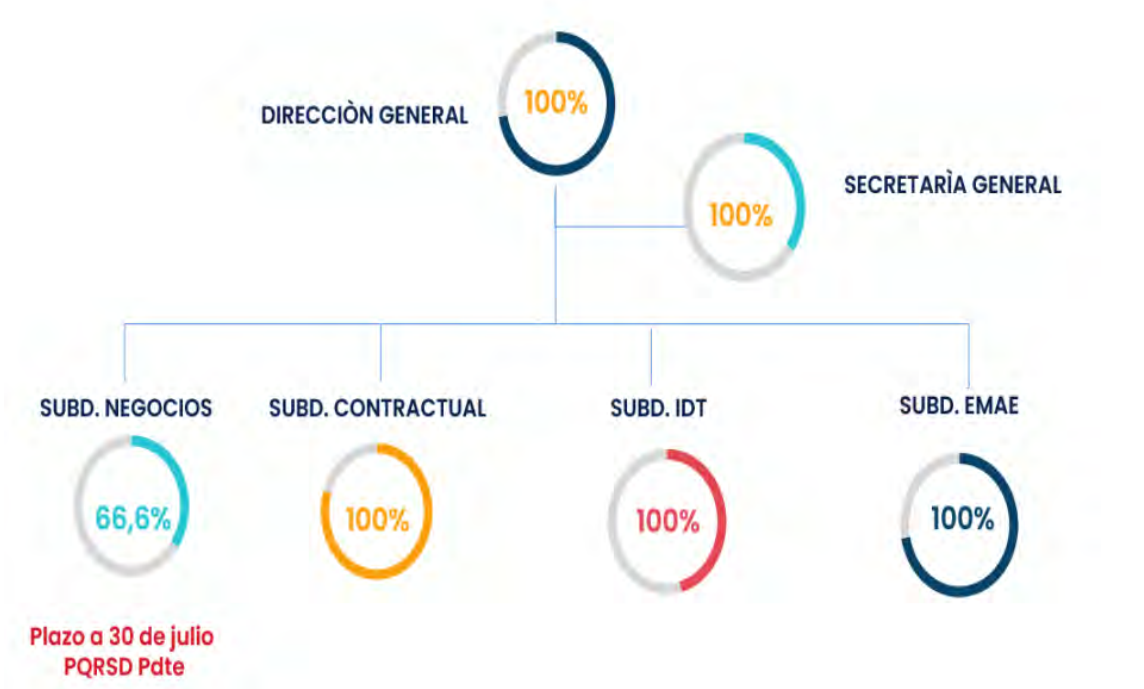 100%
DIRECCIÒN GENERAL
SECRETARÌA GENERAL
100%
SUBD. NEGOCIOS
SUBD. CONTRACTUAL
SUBD. IDT
SUBD. EMAE
66,6%
100%
100%
100%
Plazo a 30 de julio
PQRSD Pdte